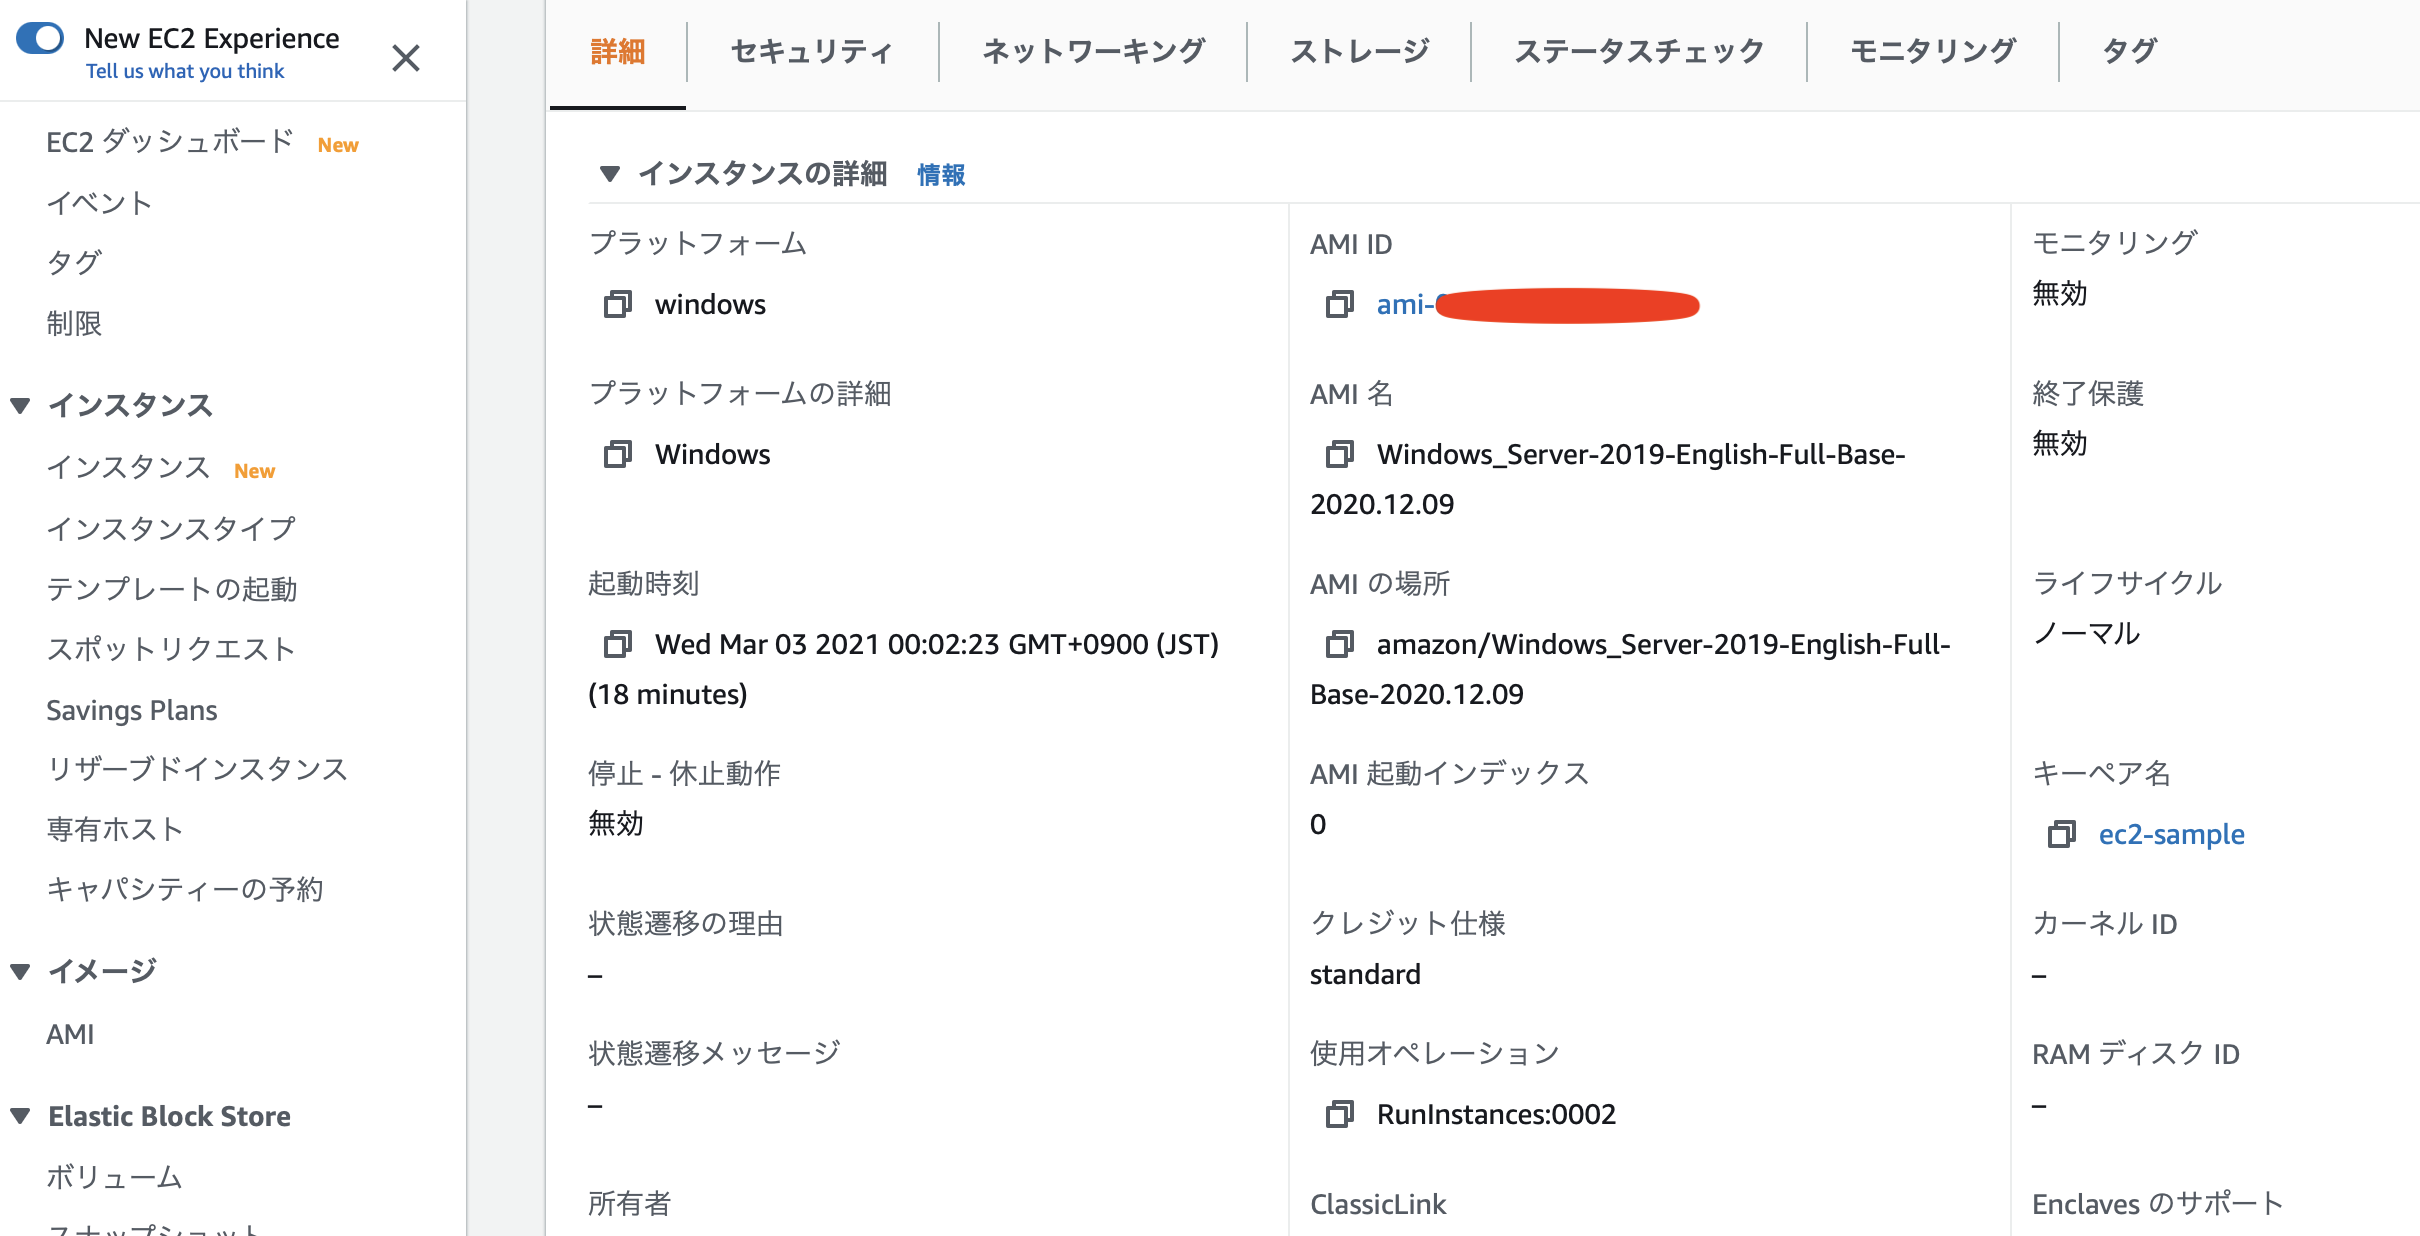 New EC2 Experience
Tell us what you think
EC2 ダッシュボード New
イベント
タグ
制限
インスタンス
インスタンス New
インスタンスタイプ
テンプレートの起動
スポットリクエスト
Savings Plans
リザーブドインスタンス
専有ホスト
キャパシティーの予約
イメージ
AMI
Elastic Block Store
ボリューム
スナップショット
詳細
セキュリティ
ネットワーキング
ストレージ
ステータスチェック
モニタリング
タグ
インスタンスの詳細 情報
プラットフォーム
windows
プラットフォームの詳細
Windows
起動時刻
Wed Mar 03 2021 00:02:23 GMT+0900 (JST)
(18 minutes)
停止 - 休止動作
無効
状態遷移の理由
–
状態遷移メッセージ
–
所有者
AMI ID
ami-
AMI 名
Windows_Server-2019-English-Full-Base-
2020.12.09
AMI の場所
amazon/Windows_Server-2019-English-Full-
Base-2020.12.09
AMI 起動インデックス
0
クレジット仕様
standard
使用オペレーション
RunInstances:0002
ClassicLink
モニタリング
無効
終了保護
無効
ライフサイクル
ノーマル
キーペア名
ec2-sample
カーネル ID
–
RAM ディスク ID
–
Enclaves のサポート